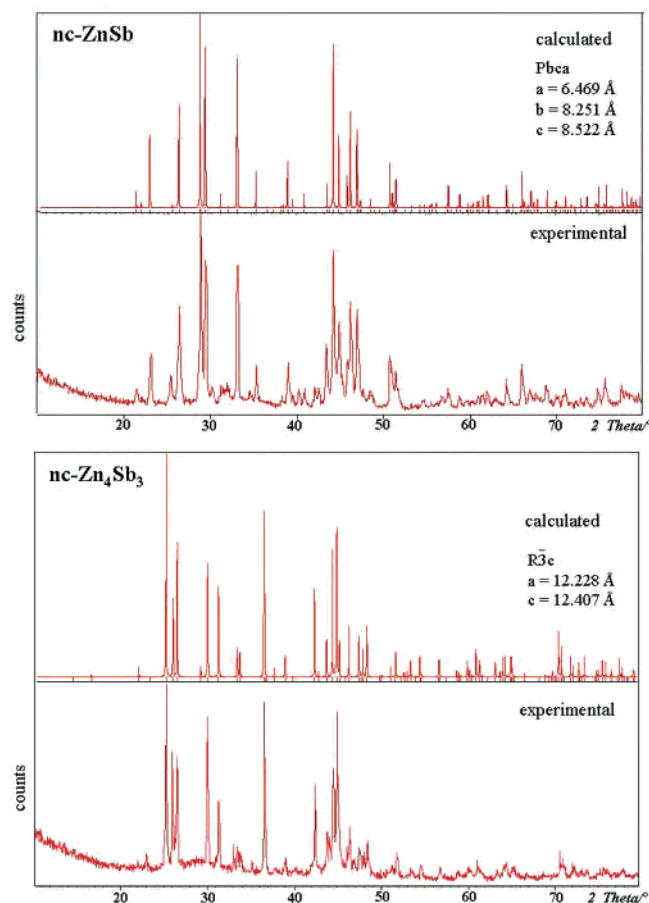 nc-ZnSb
calculated
Pbca
a = 6.469 Å
b = 8.251 Å
c = 8.522 Å
experimental
counts
20 30 40 50 60 70 2 Theta/°
nc-Zn₄Sb₃
calculated
R3̄c
a = 12.228 Å
c = 12.407 Å
experimental
counts
20 30 40 50 60 70 2 Theta/°